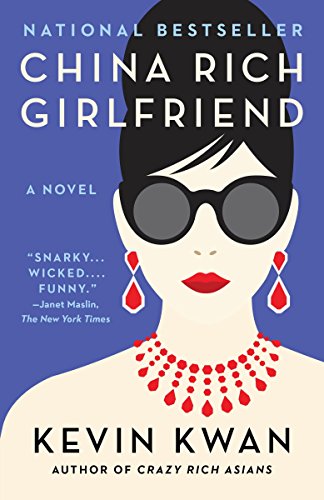 NATIONAL BESTSELLER
CHINA RICH
GIRLFRIEND
A NOVEL
“SNARKY...
WICKED....
FUNNY.”
—Janet Maslin,
The New York Times
KEVIN KWAN
AUTHOR OF CRAZY RICH ASIANS